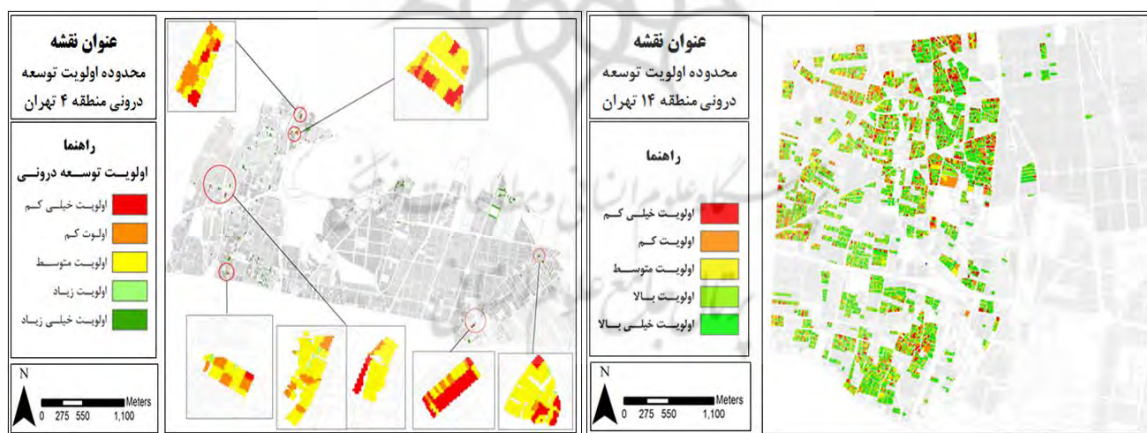 عنوان نقشه
محدوده اولویت توسعه
درونی منطقه ۴ تهران
راهنما
اولویت توسعه درونی
اولویت خیلی کم
اولوت کم
اولویت متوسط
اولویت زیاد
اولویت خیلی زیاد
N
Meters
0 275 550 1,100
عنوان نقشه
محدوده اولویت توسعه
درونی منطقه ۱۴ تهران
راهنما
اولویت خیلی کم
اولویت کم
اولویت متوسط
اولویت بالا
اولویت خیلی بالا
N
Meters
0 275 550 1,100